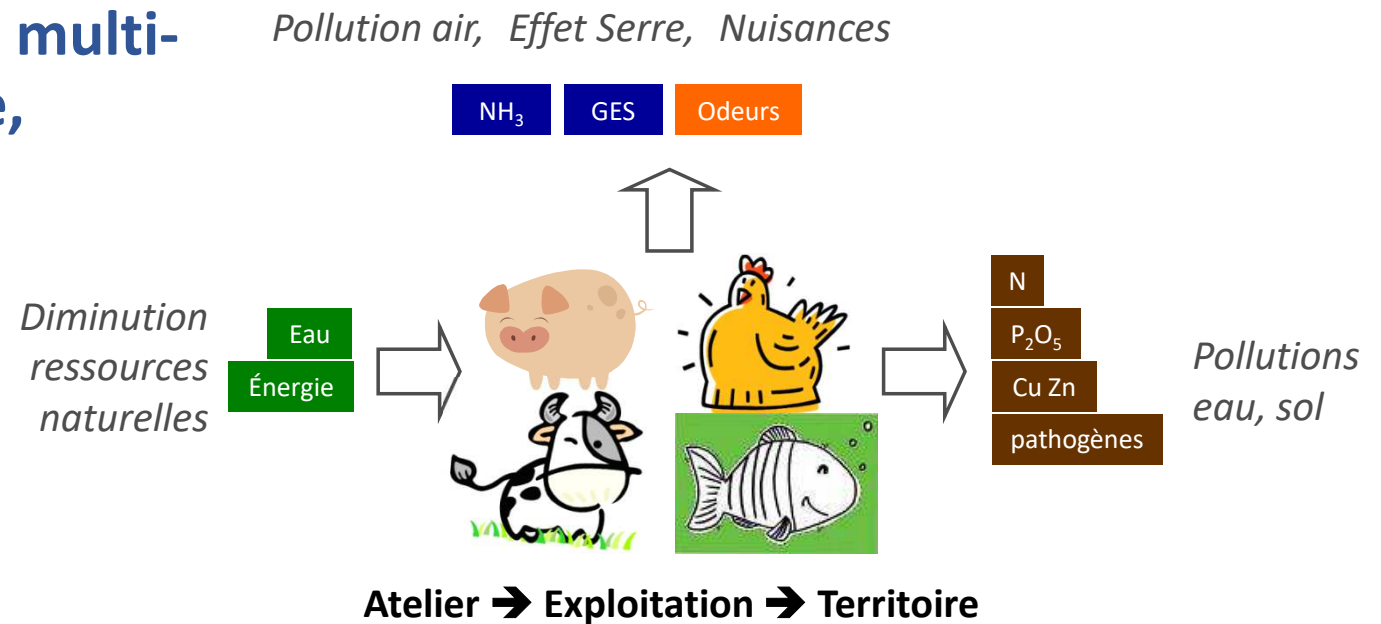 multi-
e,
Pollution air, Effet Serre, Nuisances
NH₃ GES Odeurs
Diminution
ressources
naturelles
Eau
Énergie
N
P₂O₅
Cu Zn
pathogènes
Pollutions
eau, sol
Atelier ➔ Exploitation ➔ Territoire